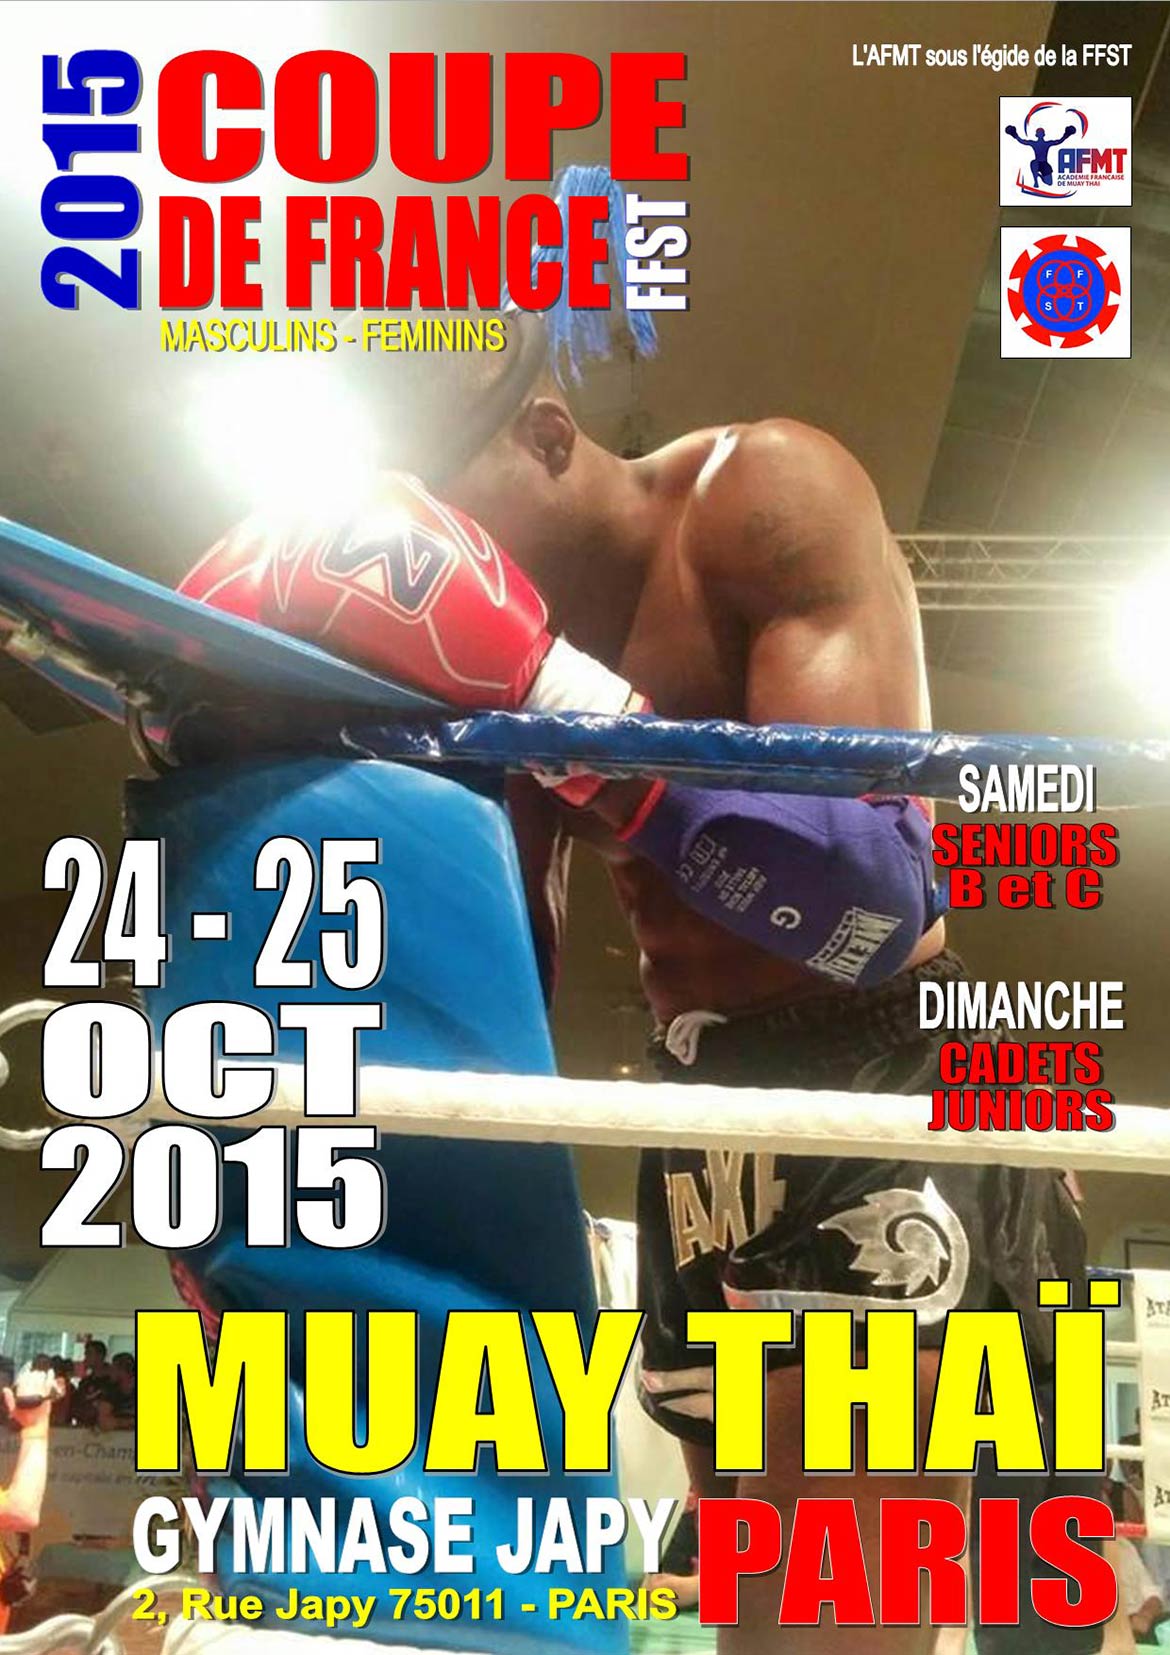 2015
COUPE
DE FRANCE
FFST
MASCULINS - FEMININS
L'AFMT sous l'égide de la FFST
AFMT
ACADEMIE FRANCAISE
DE MUAY THAI
F F
S T
SAMEDI
SENIORS
B et C
G
DIMANCHE
CADETS
JUNIORS
24 - 25
OCT
2015
AXE
MUAY THAÏ
GYMNASE JAPY
2, Rue Japy 75011 - PARIS
PARIS